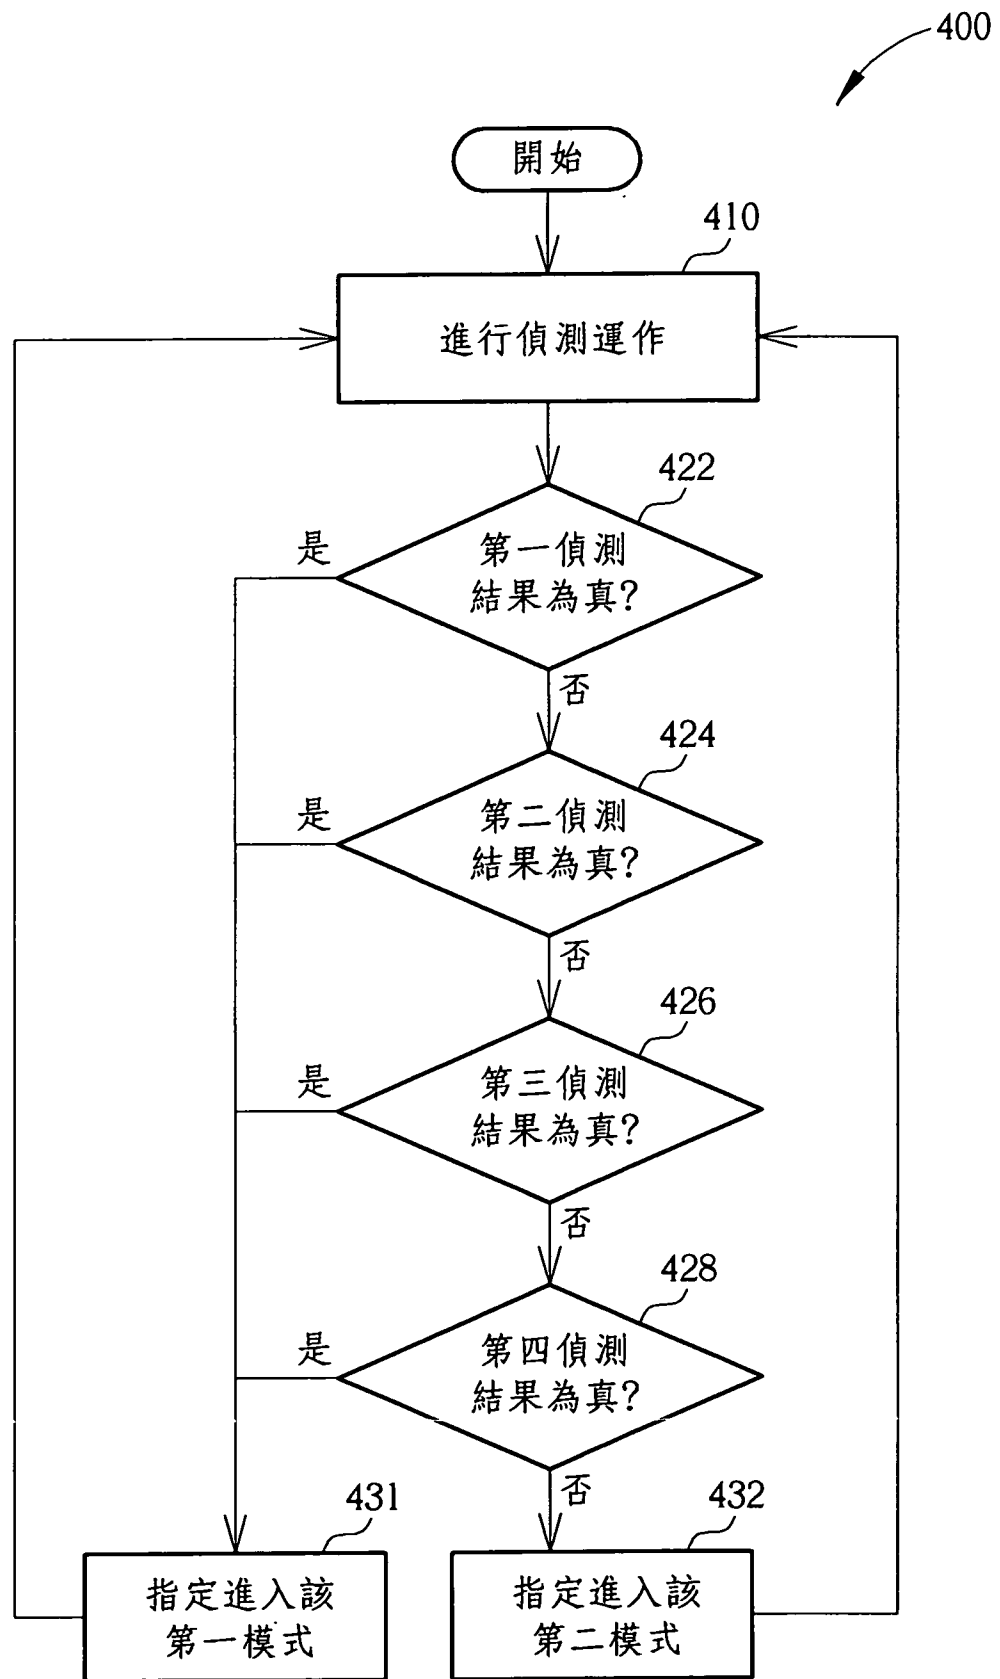 400
開始
410
進行偵測運作
422
是
第一偵測
結果為真?
否
424
是
第二偵測
結果為真?
否
426
是
第三偵測
結果為真?
否
428
是
第四偵測
結果為真?
否
431
432
指定進入該
第一模式
指定進入該
第二模式